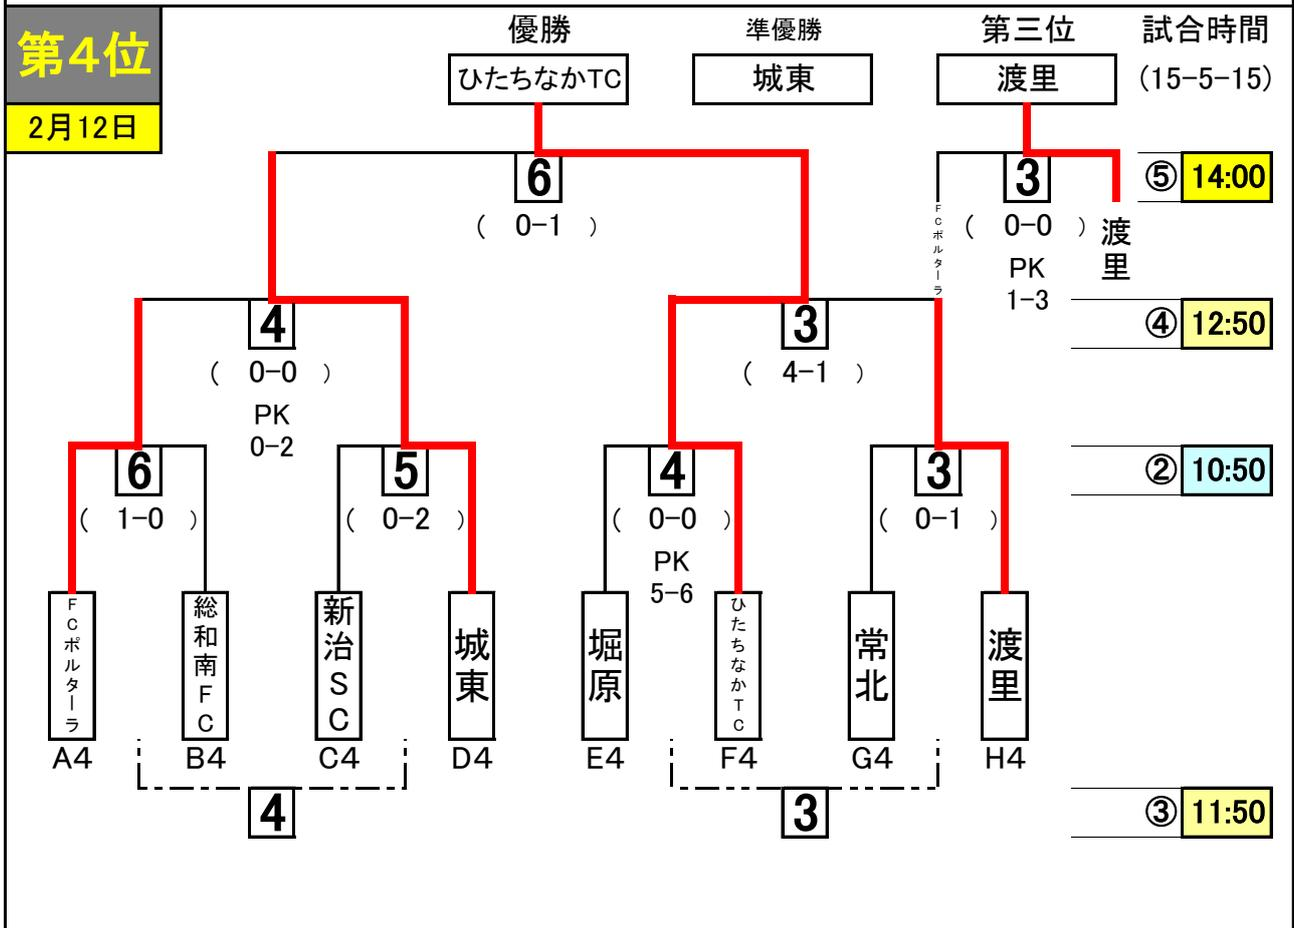 第4位
2月12日
優勝
ひたちなかTC
準優勝
城東
第三位
渡里
試合時間
(15-5-15)
6
( 0-1 )
3
( 0-0 )
PK
1-3
FCポルターラ
渡里
⑤ 14:00
4
( 0-0 )
PK
0-2
3
( 4-1 )
④ 12:50
6
( 1-0 )
5
( 0-2 )
4
( 0-0 )
PK
5-6
3
( 0-1 )
② 10:50
FCポルターラ
総和南FC
新治SC
城東
堀原
ひたちなかTC
常北
渡里
A4 B4 C4 D4 E4 F4 G4 H4
4
3
③ 11:50